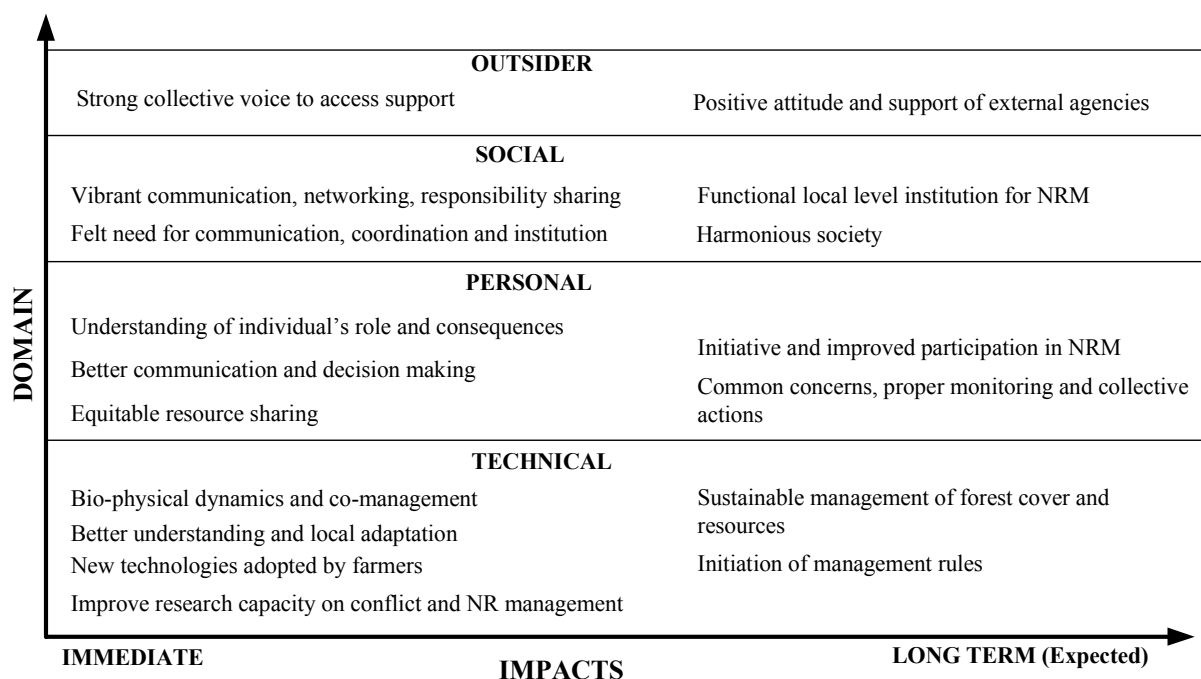 OUTSIDER
Strong collective voice to access support
Positive attitude and support of external agencies
SOCIAL
Vibrant communication, networking, responsibility sharing
Functional local level institution for NRM
Felt need for communication, coordination and institution
Harmonious society
PERSONAL
Understanding of individual’s role and consequences
Initiative and improved participation in NRM
Better communication and decision making
Common concerns, proper monitoring and collective
actions
Equitable resource sharing
TECHNICAL
Bio-physical dynamics and co-management
Sustainable management of forest cover and
resources
Better understanding and local adaptation
New technologies adopted by farmers
Initiation of management rules
Improve research capacity on conflict and NR management
DOMAIN
IMMEDIATE
IMPACTS
LONG TERM (Expected)